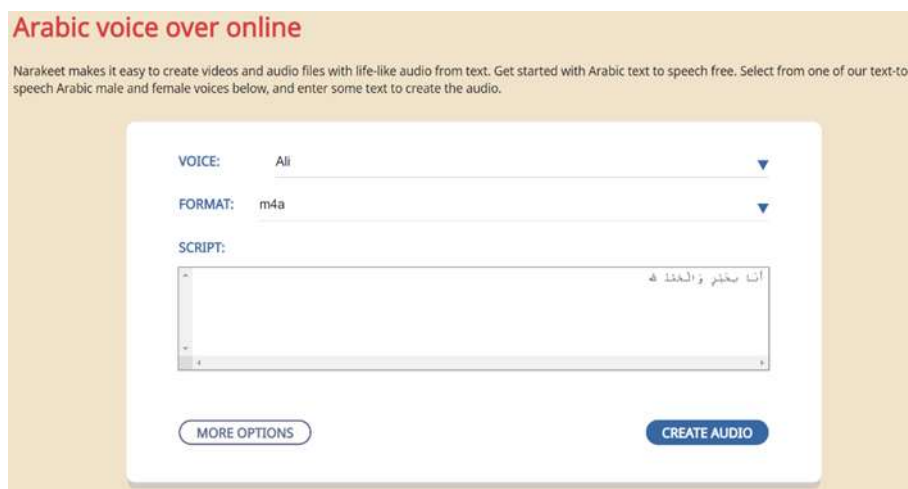 Arabic voice over online
Narakeet makes it easy to create videos and audio files with life-like audio from text. Get started with Arabic text to speech free. Select from one of our text-to
speech Arabic male and female voices below, and enter some text to create the audio.
VOICE: Ali
FORMAT: m4a
SCRIPT:
أَنَا بِخَيْرٍ وَالْحَمْدُ لله
MORE OPTIONS
CREATE AUDIO